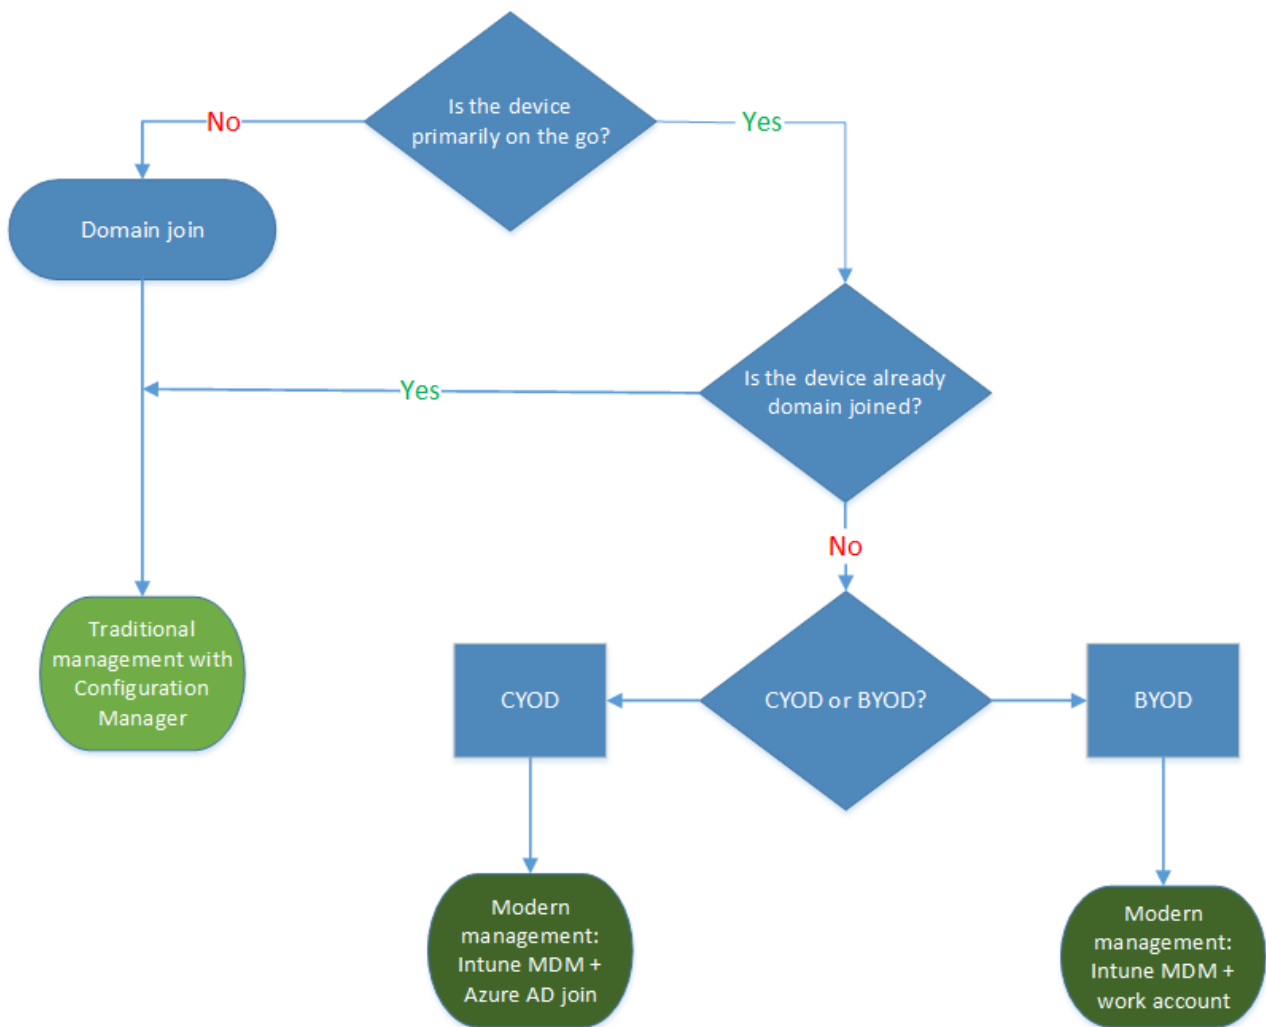 Is the device
primarily on the go?
No
Yes
Domain join
Is the device already
domain joined?
Yes
No
Traditional
management with
Configuration
Manager
CYOD
CYOD or BYOD?
BYOD
Modern
management:
Intune MDM +
Azure AD join
Modern
management:
Intune MDM +
work account